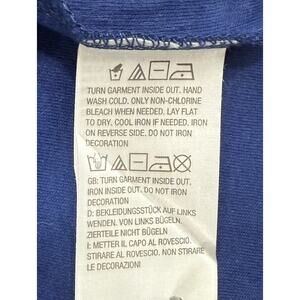 TURN GARMENT INSIDE OUT. HAND
WASH COLD. ONLY NON-CHLORINE
BLEACH WHEN NEEDED. LAY FLAT
TO DRY. COOL IRON IF NEEDED. IRON
ON REVERSE SIDE. DO NOT IRON
DECORATION
GB: TURN GARMENT INSIDE OUT.
IRON INSIDE OUT. DO NOT IRON
DECORATION
D: BEKLEIDUNGSSTÜCK AUF LINKS
WENDEN. VON LINKS BÜGELN.
ZIERTEILE NICHT BÜGELN
I: METTER IL CAPO AL ROVESCIO.
STIRARE AL ROVESCIO. NON STIRARE
LE DECORAZIONI